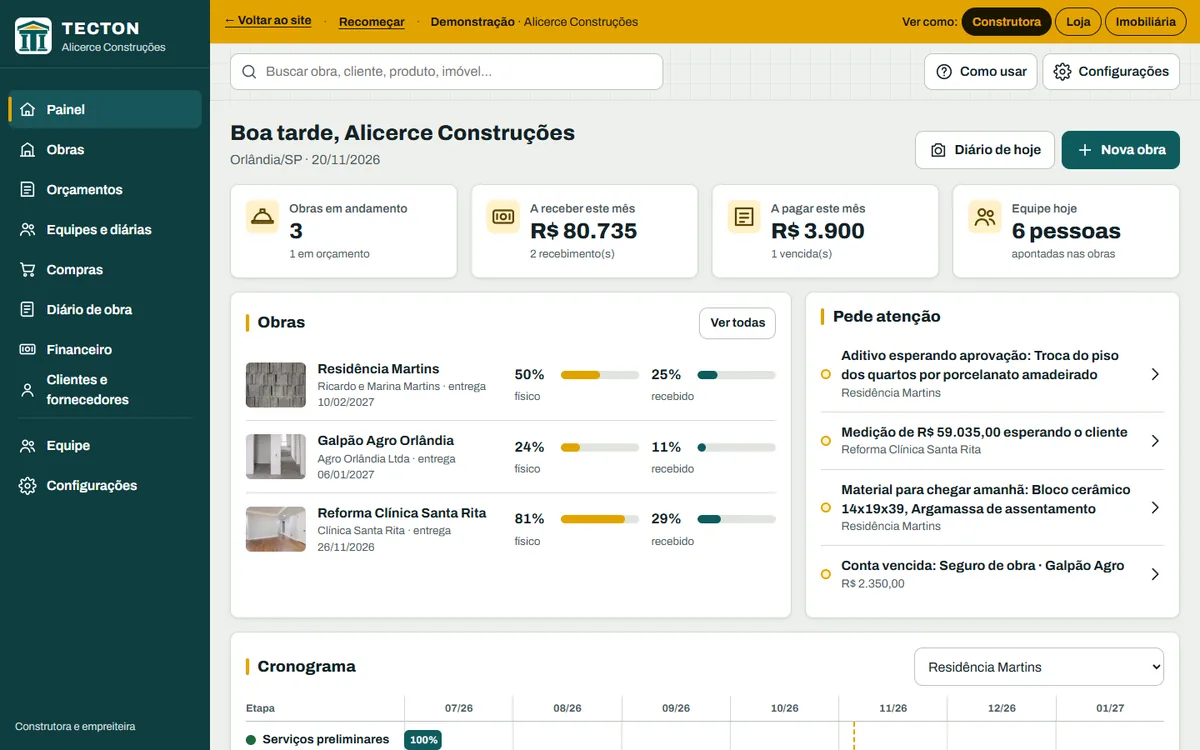 TECTON
Alicerce Construções
← Voltar ao site · Recomeçar · Demonstração · Alicerce Construções
Ver como: Construtora Loja Imobiliária
Buscar obra, cliente, produto, imóvel...
Como usar
Configurações
Painel
Obras
Orçamentos
Equipes e diárias
Compras
Diário de obra
Financeiro
Clientes e
fornecedores
Equipe
Configurações
Construtora e empreiteira
Boa tarde, Alicerce Construções
Orlândia/SP · 20/11/2026
Diário de hoje
+ Nova obra
Obras em andamento
3
1 em orçamento
A receber este mês
R$ 80.735
2 recebimento(s)
A pagar este mês
R$ 3.900
1 vencida(s)
Equipe hoje
6 pessoas
apontadas nas obras
Obras
Ver todas
Residência Martins
Ricardo e Marina Martins · entrega
10/02/2027
50%
físico
25%
recebido
Galpão Agro Orlândia
Agro Orlândia Ltda · entrega
06/01/2027
24%
físico
11%
recebido
Reforma Clínica Santa Rita
Clínica Santa Rita · entrega
26/11/2026
81%
físico
29%
recebido
Pede atenção
Aditivo esperando aprovação: Troca do piso
dos quartos por porcelanato amadeirado
Residência Martins
Medição de R$ 59.035,00 esperando o cliente
Reforma Clínica Santa Rita
Material para chegar amanhã: Bloco cerâmico
14x19x39, Argamassa de assentamento
Residência Martins
Conta vencida: Seguro de obra · Galpão Agro
R$ 2.350,00
Cronograma
Residência Martins
Etapa 07/26 08/26 09/26 10/26 11/26 12/26 01/27
Serviços preliminares 100%